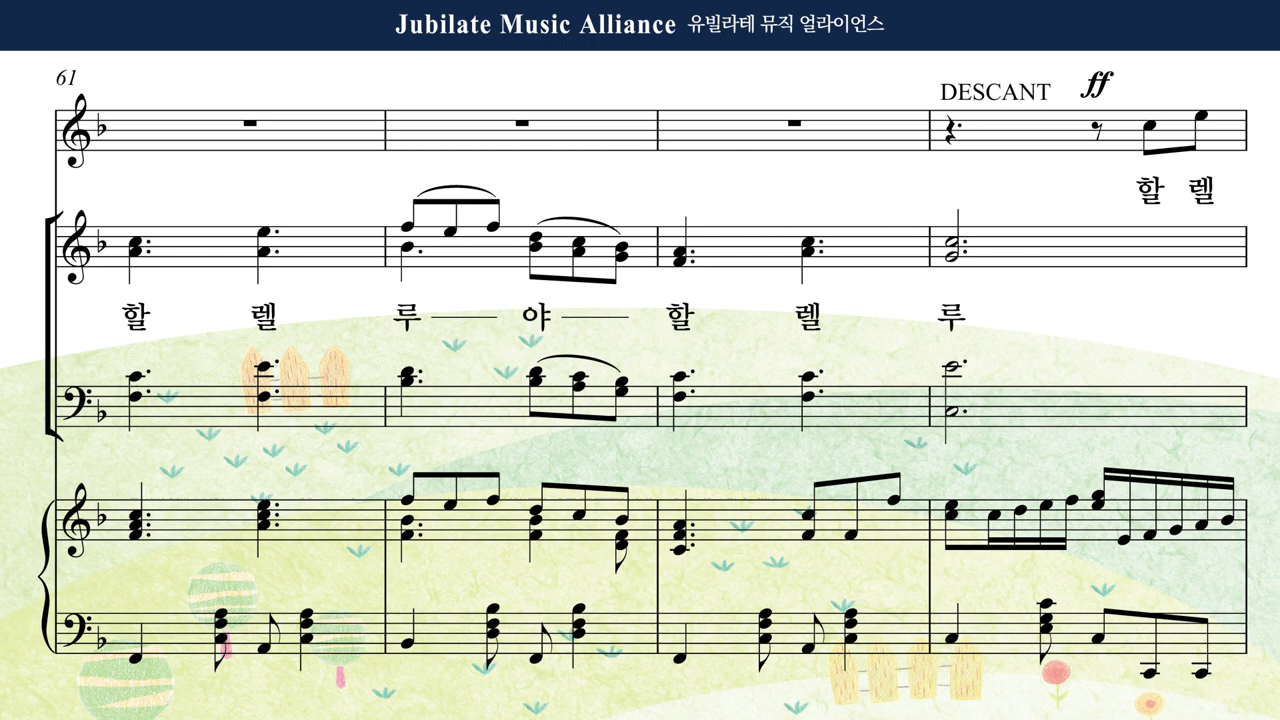 Jubilate Music Alliance 유빌라테 뮤직 얼라이언스
61
DESCANT ff
할 렐
할 렐 루 야 할 렐 루